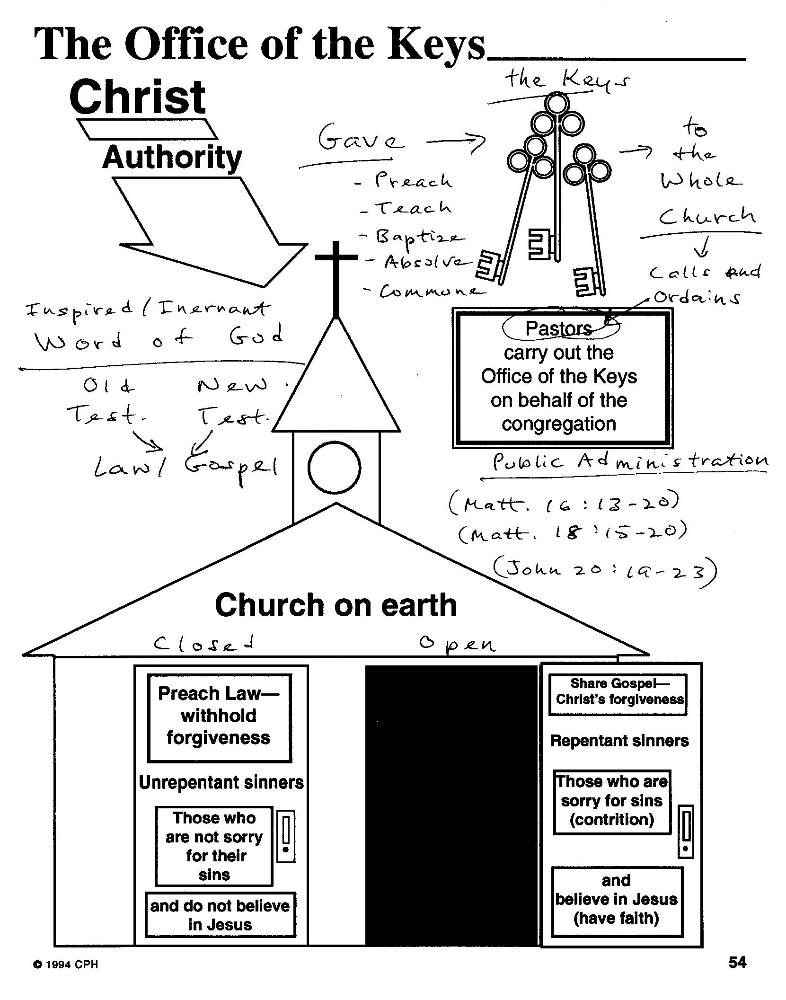 The Office of the Keys
Christ
Authority
the Keys
Gave
- Preach
- Teach
- Baptize
- Absolve
- Commune
to
the
Whole
Church
Calls and
Ordains
Inspired / Inernant
Word of God
Old New
Test. Test.
Law / Gospel
Pastors
carry out the
Office of the Keys
on behalf of the
congregation
Public Administration
(Matt. 16:13-20)
(Matt. 18:15-20)
(John 20:19-23)
Church on earth
Closed Open
Preach Law—
withhold
forgiveness
Unrepentant sinners
Those who
are not sorry
for their
sins
and do not believe
in Jesus
Share Gospel—
Christ's forgiveness
Repentant sinners
Those who are
sorry for sins
(contrition)
and
believe in Jesus
(have faith)
© 1994 CPH
54